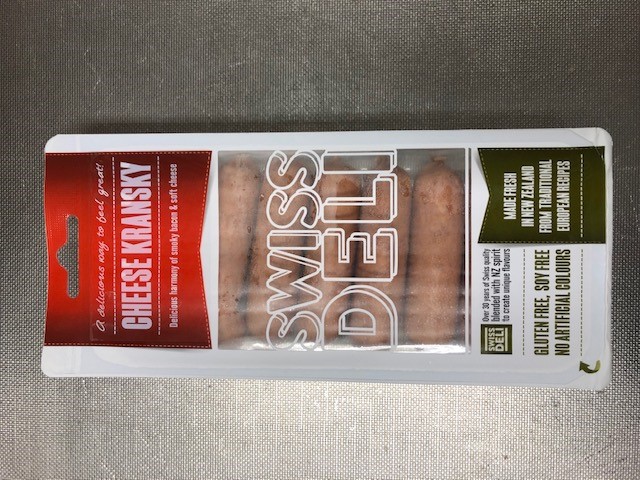 A delicious way to feel great!
CHEESE KRANSKY
Delicious harmony of smoky bacon & soft cheese
SWISS
DELI
MADE FRESH
IN NEW ZEALAND
FROM TRADITIONAL
EUROPEAN RECIPES
Over 30 years of Swiss quality
blended with NZ spirit
to create unique flavours
SWISS
DELI
GLUTEN FREE, SOY FREE
NO ARTIFICIAL COLOURS